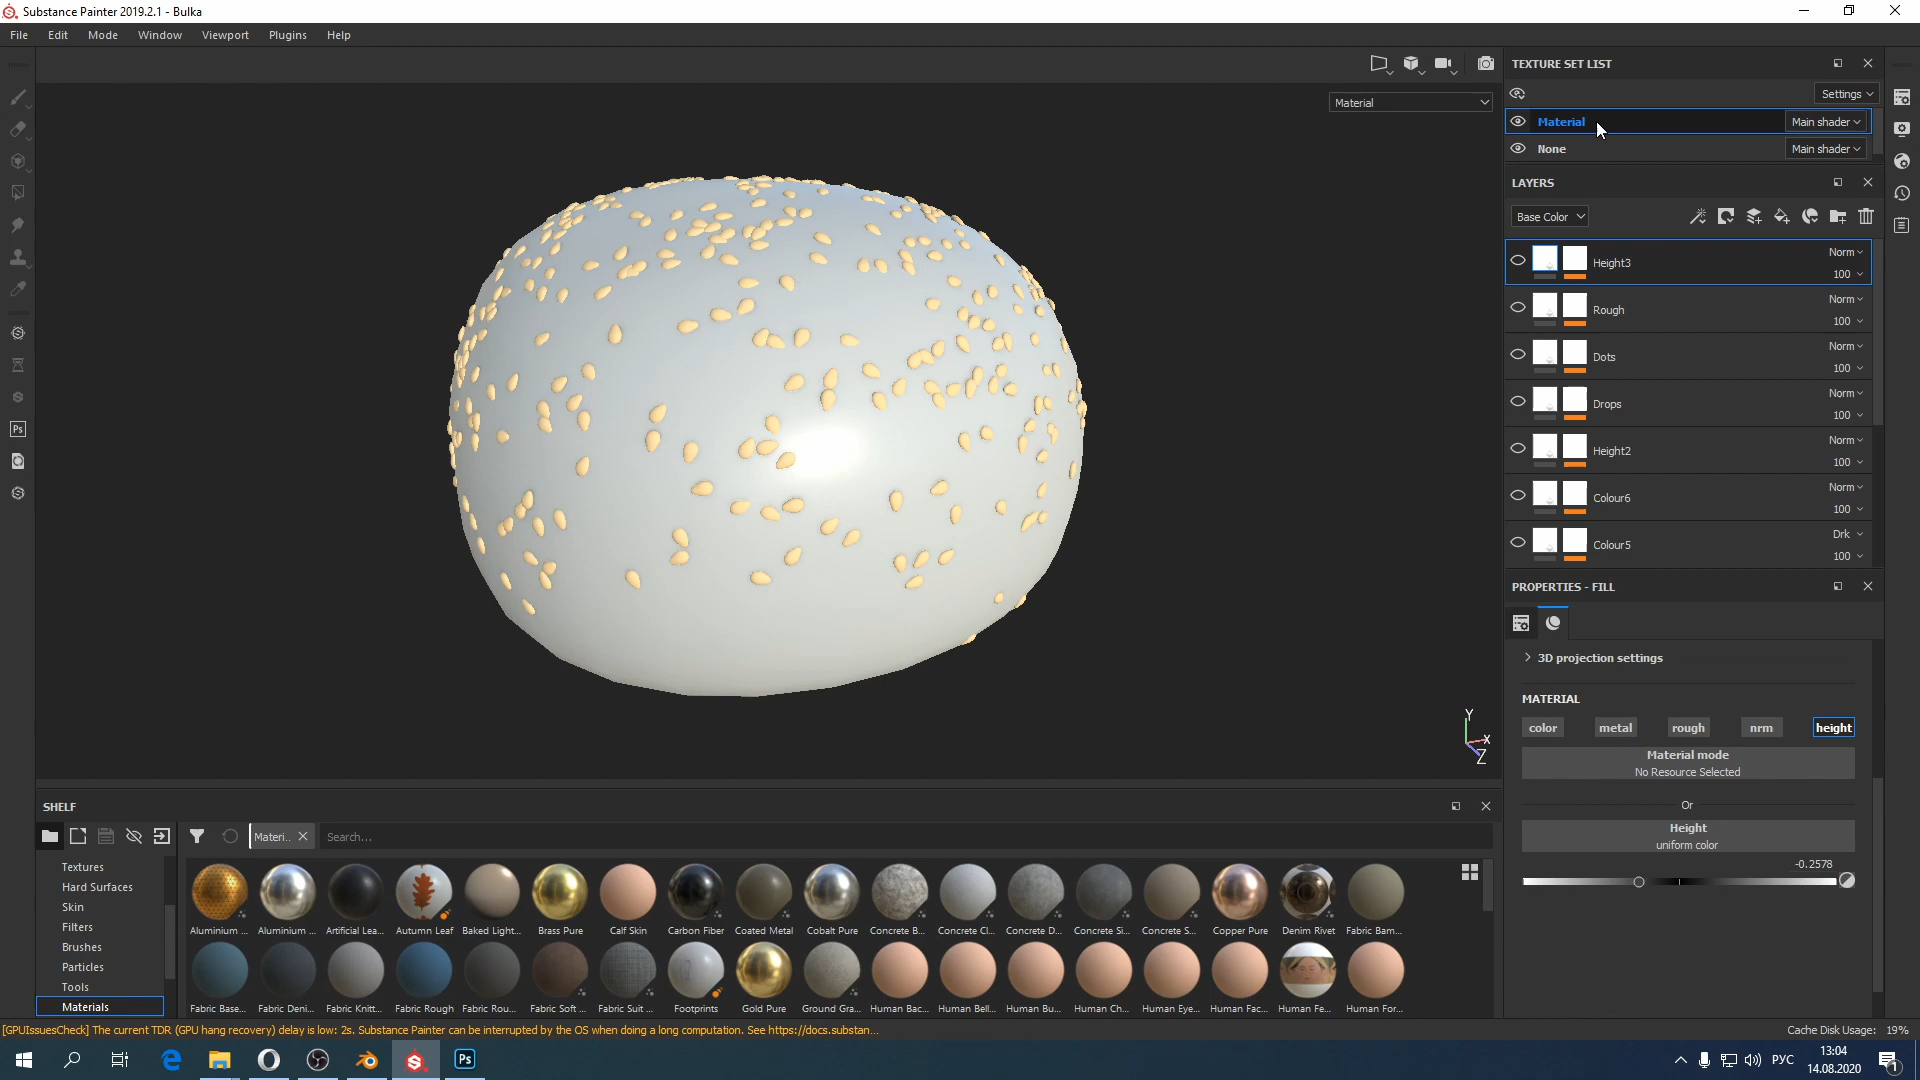 Substance Painter 2019.2.1 - Bulka
File Edit Mode Window Viewport Plugins Help
Material
TEXTURE SET LIST
Settings
Material Main shader
None Main shader
LAYERS
Base Color
Height3 Norm 100
Rough Norm 100
Dots Norm 100
Drops Norm 100
Height2 Norm 100
Colour6 Norm 100
Colour5 Drk 100
PROPERTIES - FILL
3D projection settings
MATERIAL
color metal rough nrm height
Material mode
No Resource Selected
Or
Height
uniform color
-0.2578
Y
X
Z
Ps
SHELF
Materi.. Search...
Textures
Hard Surfaces
Skin
Filters
Brushes
Particles
Tools
Materials
Aluminium ... Aluminium ... Artificial Lea... Autumn Leaf Baked Light... Brass Pure Calf Skin Carbon Fiber Coated Metal Cobalt Pure Concrete B... Concrete Cl... Concrete D... Concrete Si... Concrete S... Copper Pure Denim Rivet Fabric Bam...
Fabric Base... Fabric Deni... Fabric Knitt... Fabric Rough Fabric Rou... Fabric Soft ... Fabric Suit ... Footprints Gold Pure Ground Gra... Human Bac... Human Bell... Human Bu... Human Ch... Human Eye... Human Fac... Human Fe... Human For...
[GPUIssuesCheck] The current TDR (GPU hang recovery) delay is low: 2s. Substance Painter can be interrupted by the OS when doing a long computation. See https://docs.substan...
Cache Disk Usage: 19%
Ps
РУС
13:04
14.08.2020
1